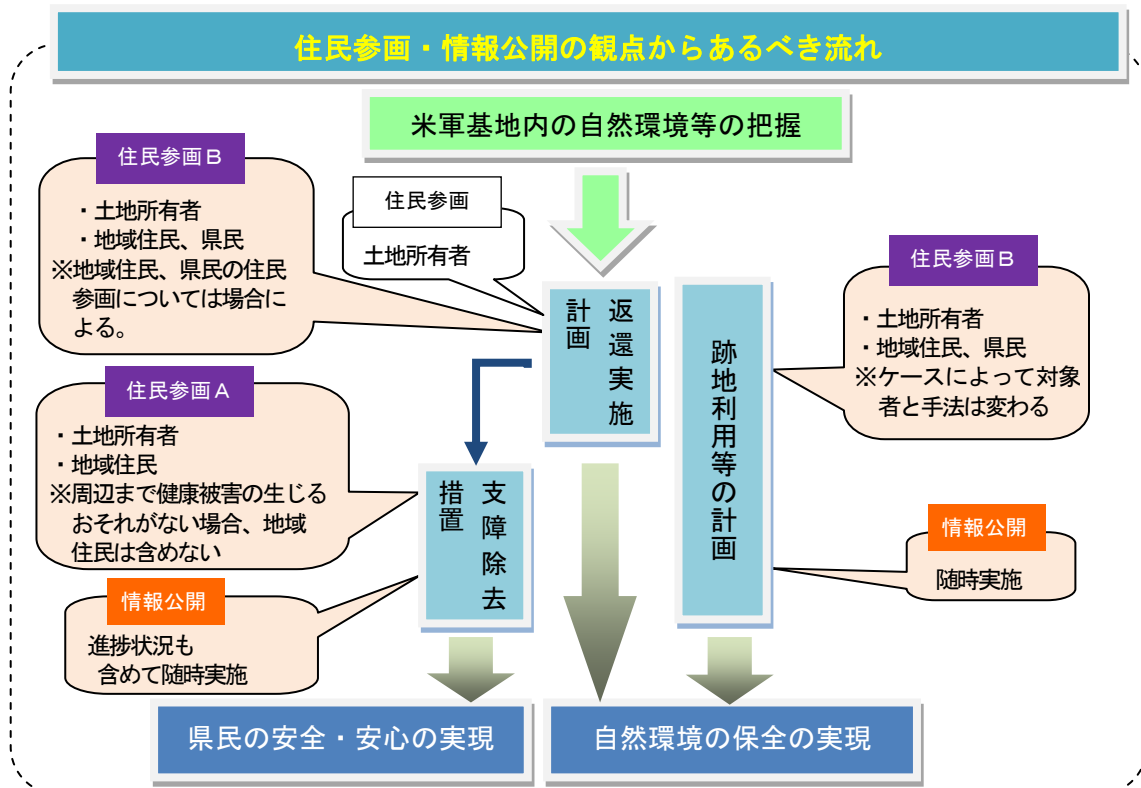 住民参画・情報公開の観点からあるべき流れ
米軍基地内の自然環境等の把握
住民参画Ｂ
・土地所有者
・地域住民、県民
※地域住民、県民の住民
参画については場合に
よる。
住民参画
土地所有者
返還実施
計画
跡地利用等の計画
住民参画Ｂ
・土地所有者
・地域住民、県民
※ケースによって対象
者と手法は変わる
住民参画Ａ
・土地所有者
・地域住民
※周辺まで健康被害の生じる
おそれがない場合、地域
住民は含めない
支障除去
措置
情報公開
進捗状況も
含めて随時実施
情報公開
随時実施
県民の安全・安心の実現
自然環境の保全の実現